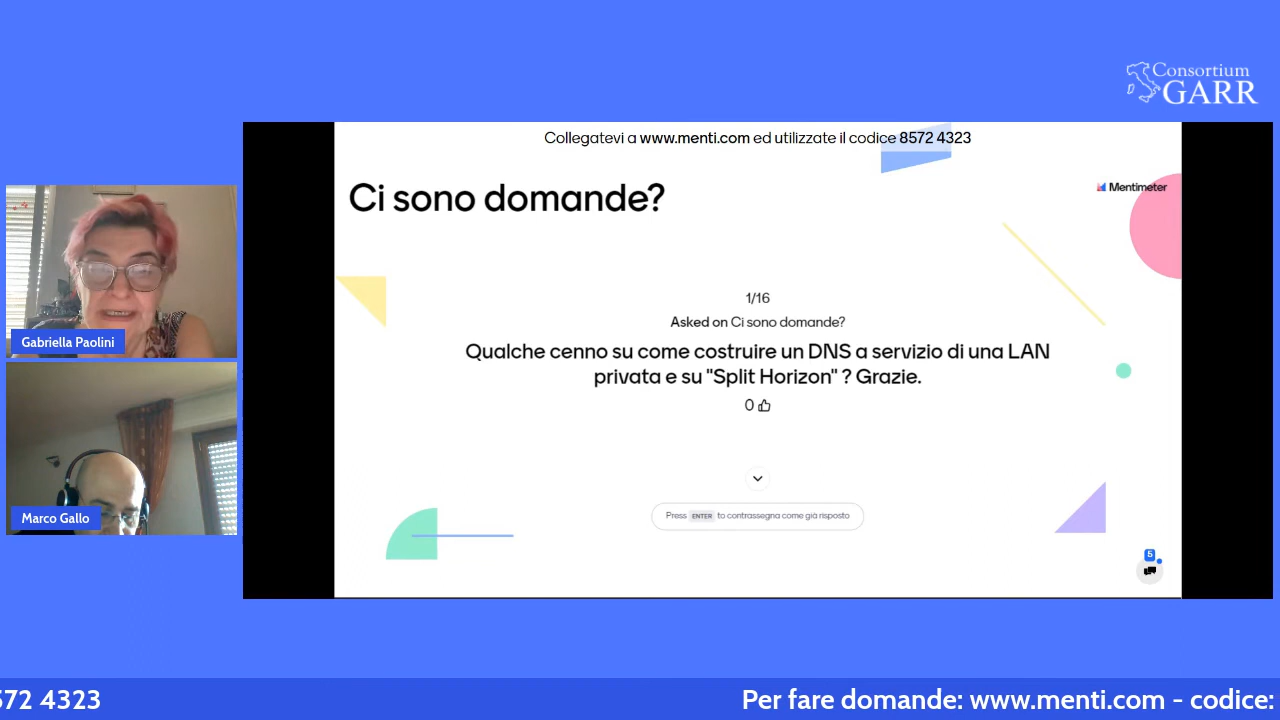 Consortium
GARR
Collegatevi a www.menti.com ed utilizzate il codice 8572 4323
Ci sono domande?
Mentimeter
1/16
Asked on Ci sono domande?
Qualche cenno su come costruire un DNS a servizio di una LAN
privata e su "Split Horizon" ? Grazie.
0
Press ENTER to contrassegna come già risposto
5
Gabriella Paolini
Marco Gallo
572 4323
Per fare domande: www.menti.com - codice: